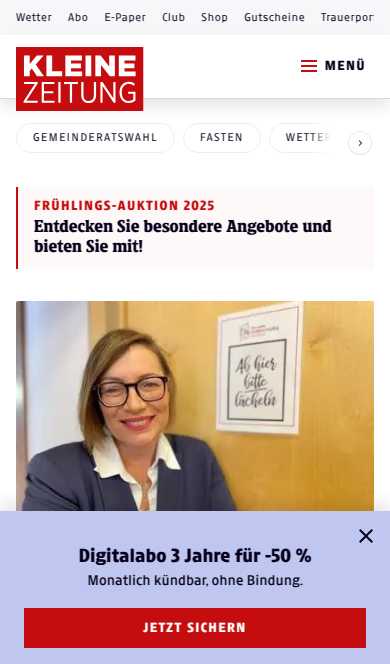 Wetter Abo E-Paper Club Shop Gutscheine Trauerpor
KLEINE
ZEITUNG
MENÜ
GEMEINDERATSWAHL FASTEN WETTER
FRÜHLINGS-AUKTION 2025
Entdecken Sie besondere Angebote und
bieten Sie mit!
Ab hier
bitte
lächeln
Digitalabo 3 Jahre für -50 %
Monatlich kündbar, ohne Bindung.
JETZT SICHERN